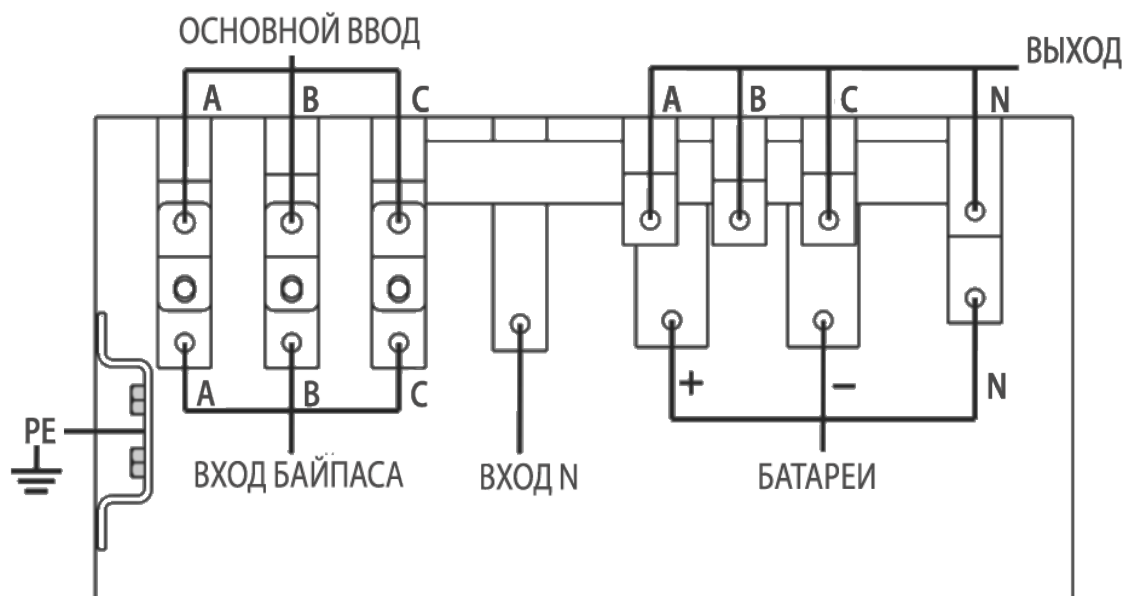 ОСНОВНОЙ ВВОД
ВЫХОД
A B C
A B C N
A B C
+ − N
PE
ВХОД БАЙПАСА
ВХОД N
БАТАРЕИ